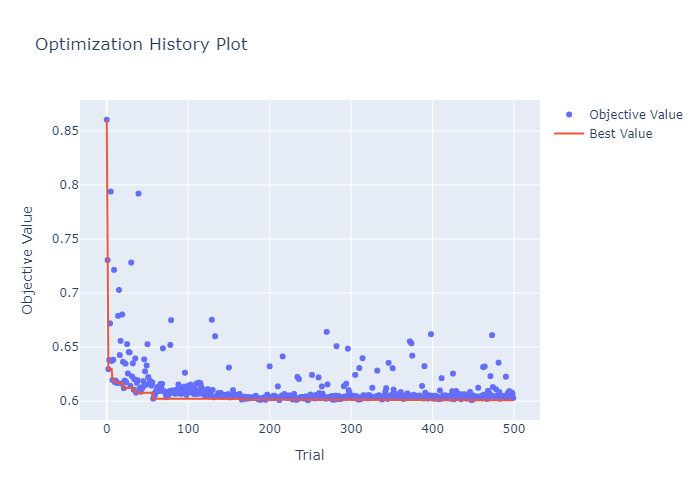 Optimization History Plot
Objective Value
Best Value
0.85
0.8
0.75
0.7
0.65
0.6
Objective Value
0
100
200
300
400
500
Trial